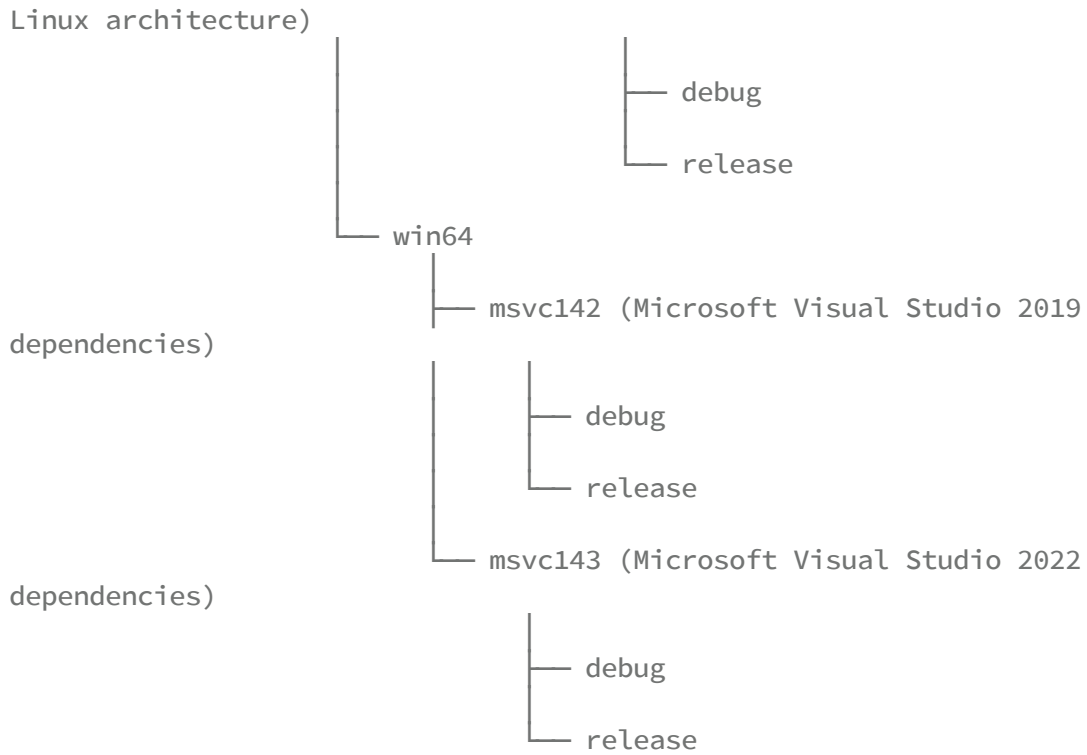 Linux architecture)
debug
release
win64
msvc142 (Microsoft Visual Studio 2019
dependencies)
debug
release
msvc143 (Microsoft Visual Studio 2022
dependencies)
debug
release